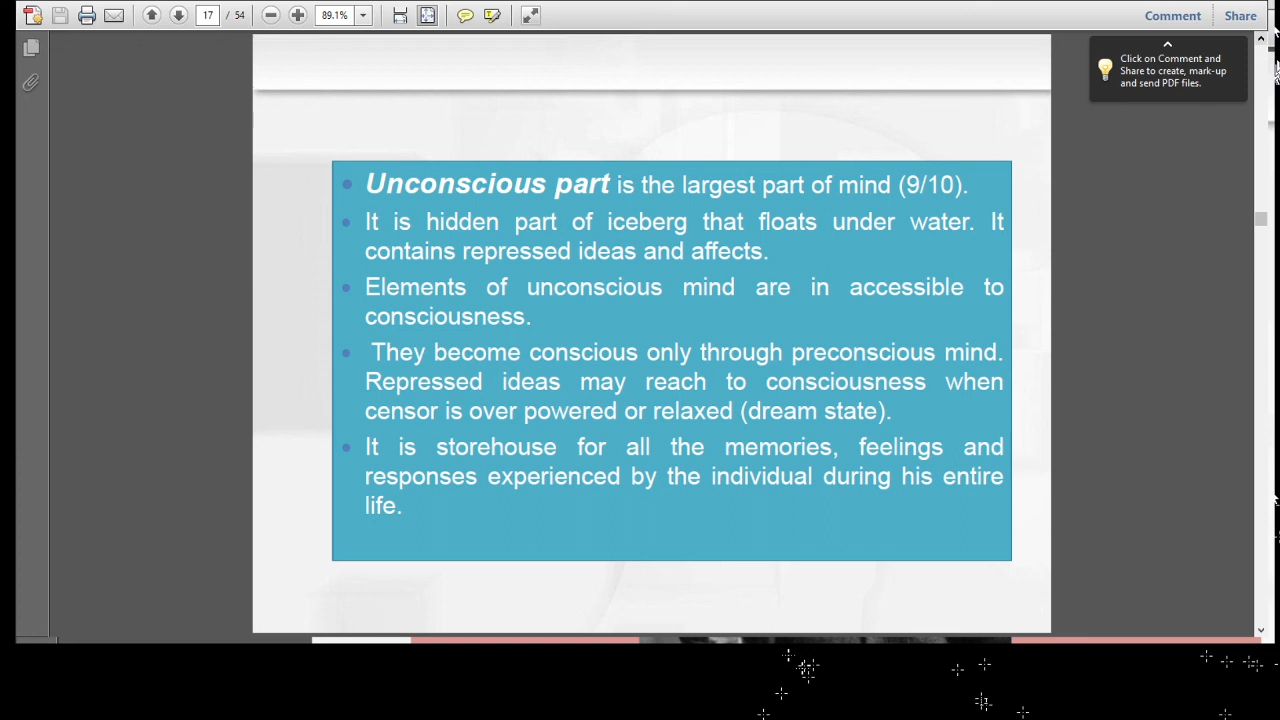 17 / 54 89.1% Comment Share
Click on Comment and
Share to create, mark-up
and send PDF files.
• Unconscious part is the largest part of mind (9/10).
• It is hidden part of iceberg that floats under water. It
contains repressed ideas and affects.
• Elements of unconscious mind are in accessible to
consciousness.
• They become conscious only through preconscious mind.
Repressed ideas may reach to consciousness when
censor is over powered or relaxed (dream state).
• It is storehouse for all the memories, feelings and
responses experienced by the individual during his entire
life.